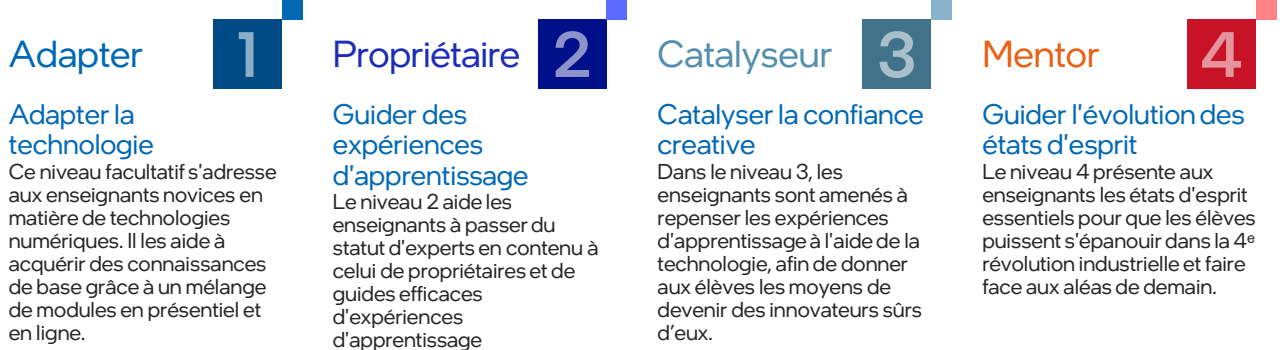 Adapter
1
Adapter la
technologie
Ce niveau facultatif s'adresse
aux enseignants novices en
matière de technologies
numériques. Il les aide à
acquérir des connaissances
de base grâce à un mélange
de modules en présentiel et
en ligne.
Propriétaire
2
Guider des
expériences
d'apprentissage
Le niveau 2 aide les
enseignants à passer du
statut d'experts en contenu à
celui de propriétaires et de
guides efficaces
d'expériences
d'apprentissage
Catalyseur
3
Catalyser la confiance
creative
Dans le niveau 3, les
enseignants sont amenés à
repenser les expériences
d'apprentissage à l'aide de la
technologie, afin de donner
aux élèves les moyens de
devenir des innovateurs sûrs
d’eux.
Mentor
4
Guider l'évolution des
états d'esprit
Le niveau 4 présente aux
enseignants les états d'esprit
essentiels pour que les élèves
puissent s'épanouir dans la 4ᵉ
révolution industrielle et faire
face aux aléas de demain.